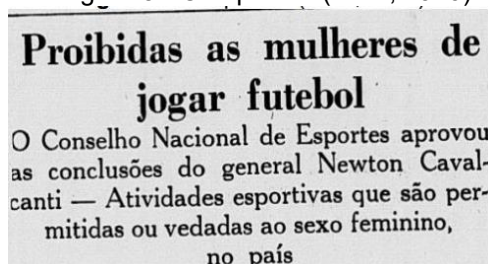 Proibidas as mulheres de
jogar futebol
O Conselho Nacional de Esportes aprovou
as conclusões do general Newton Caval-
canti — Atividades esportivas que são per-
mitidas ou vedadas ao sexo feminino,
no país